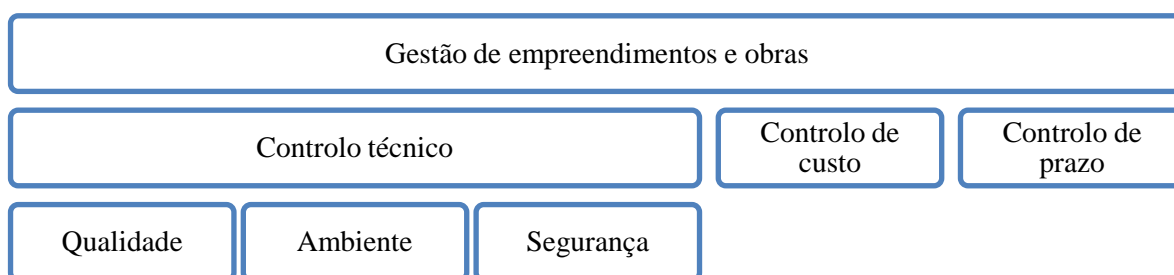 Gestão de empreendimentos e obras
Controlo técnico
Controlo de
custo
Controlo de
prazo
Qualidade
Ambiente
Segurança